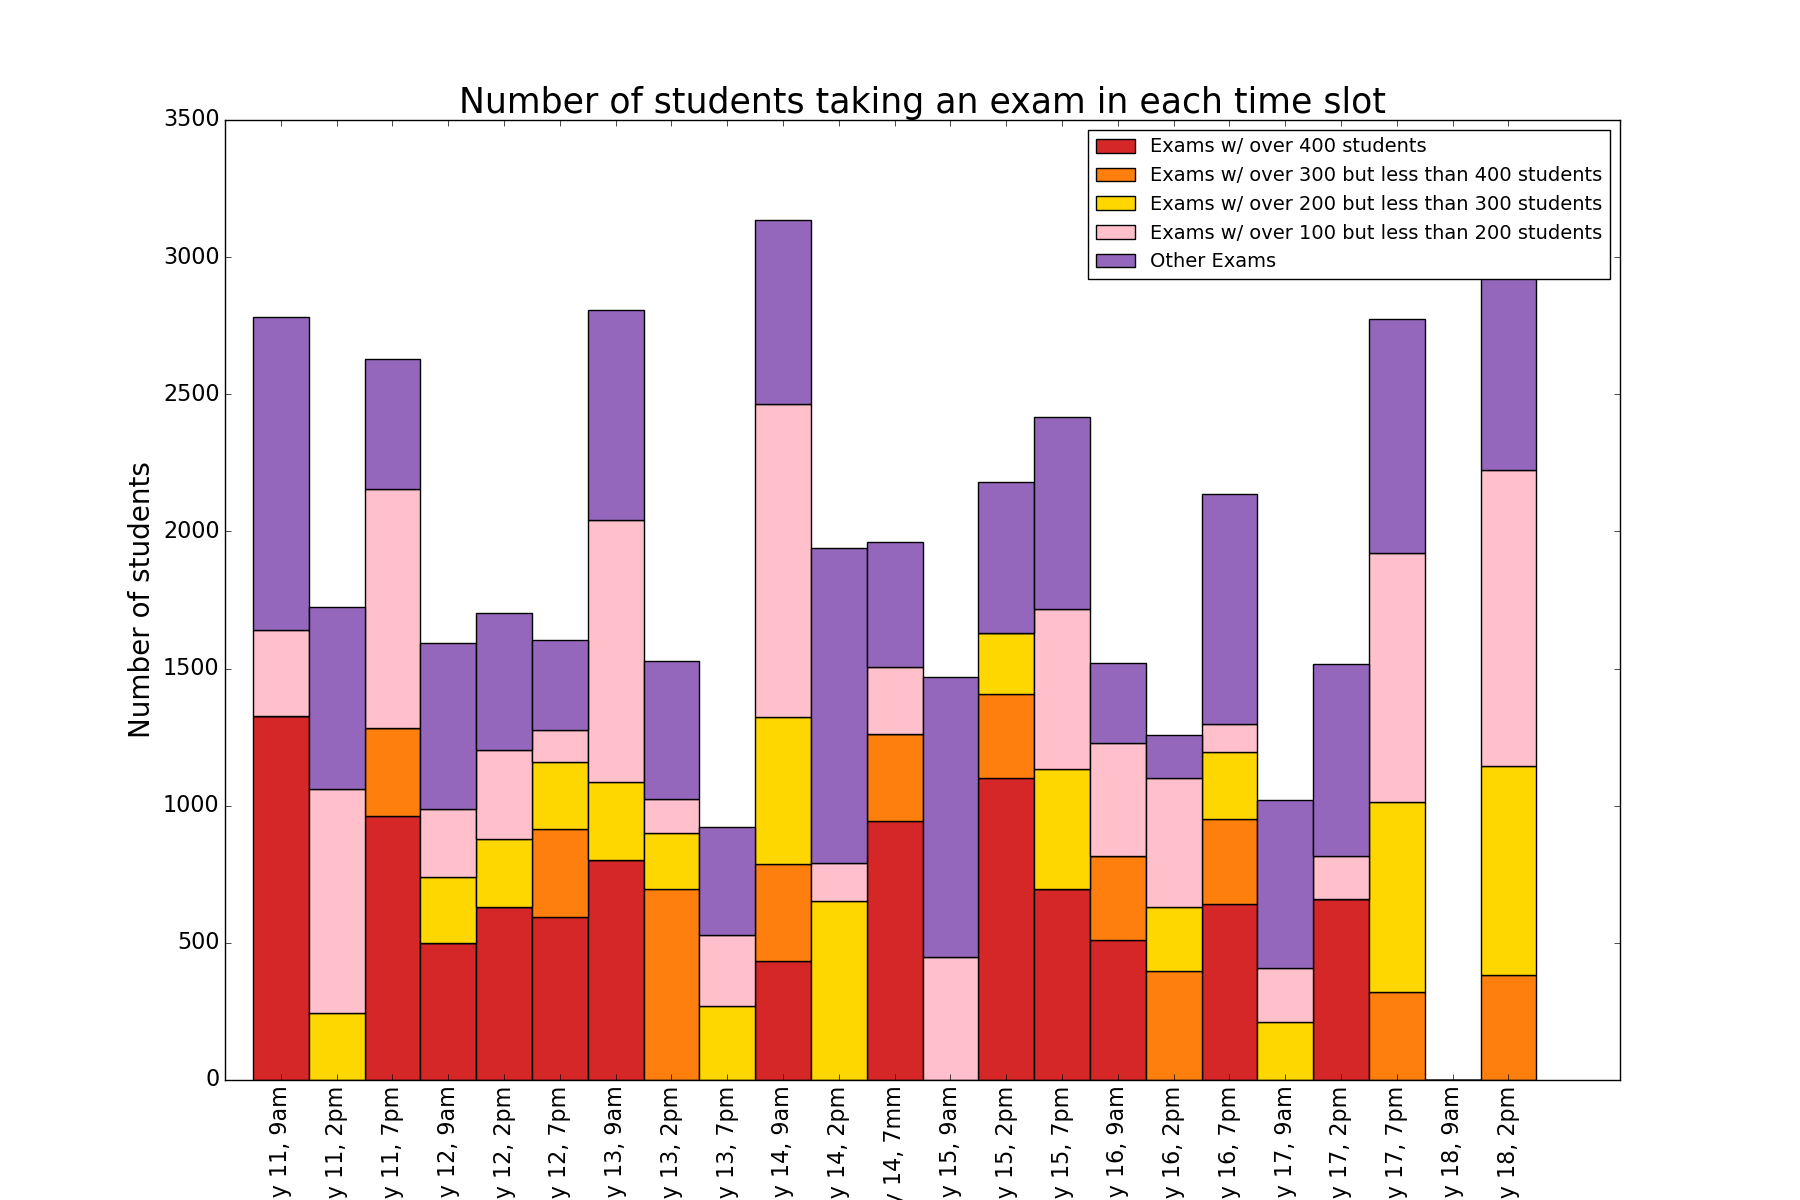 Number of students taking an exam in each time slot
Exams w/ over 400 students
Exams w/ over 300 but less than 400 students
Exams w/ over 200 but less than 300 students
Exams w/ over 100 but less than 200 students
Other Exams
3500
3000
2500
2000
1500
1000
500
0
Number of students
y 11, 9am
y 11, 2pm
y 11, 7pm
y 12, 9am
y 12, 2pm
y 12, 7pm
y 13, 9am
y 13, 2pm
y 13, 7pm
y 14, 9am
y 14, 2pm
y 14, 7mm
y 15, 9am
y 15, 2pm
y 15, 7pm
y 16, 9am
y 16, 2pm
y 16, 7pm
y 17, 9am
y 17, 2pm
y 17, 7pm
y 18, 9am
y 18, 2pm